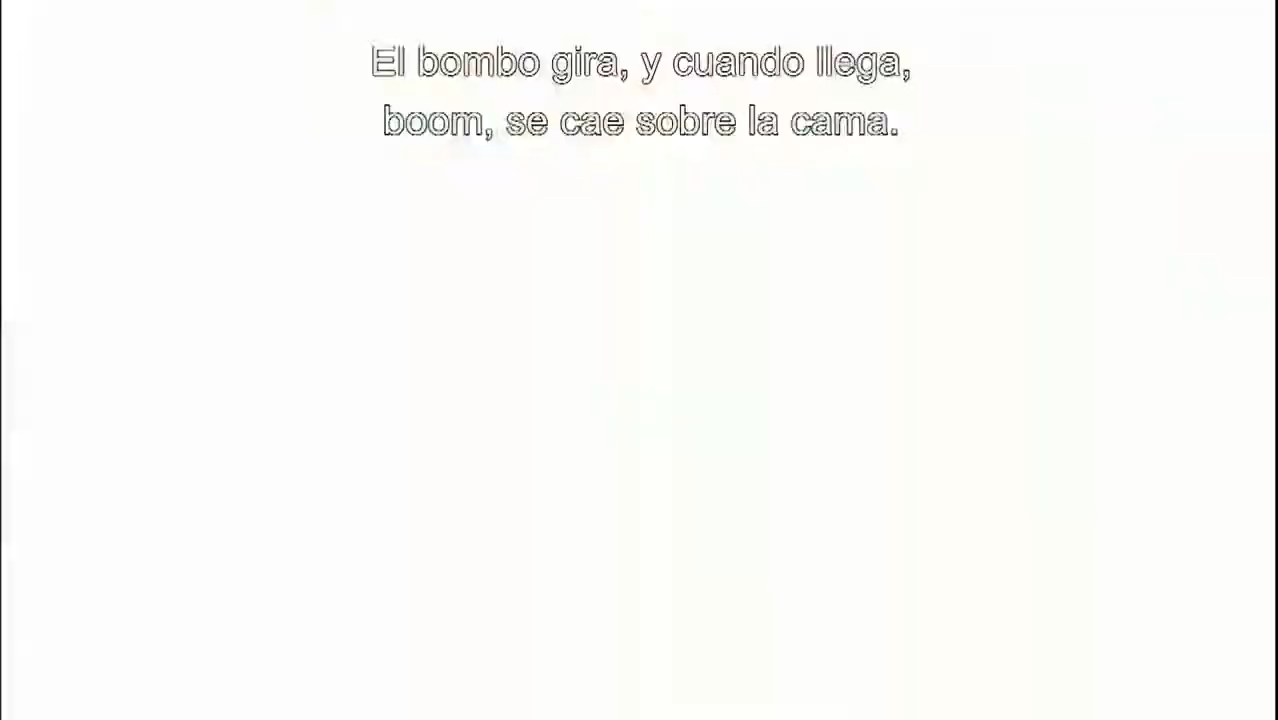 El bombo gira, y cuando llega,
boom, se cae sobre la cama.